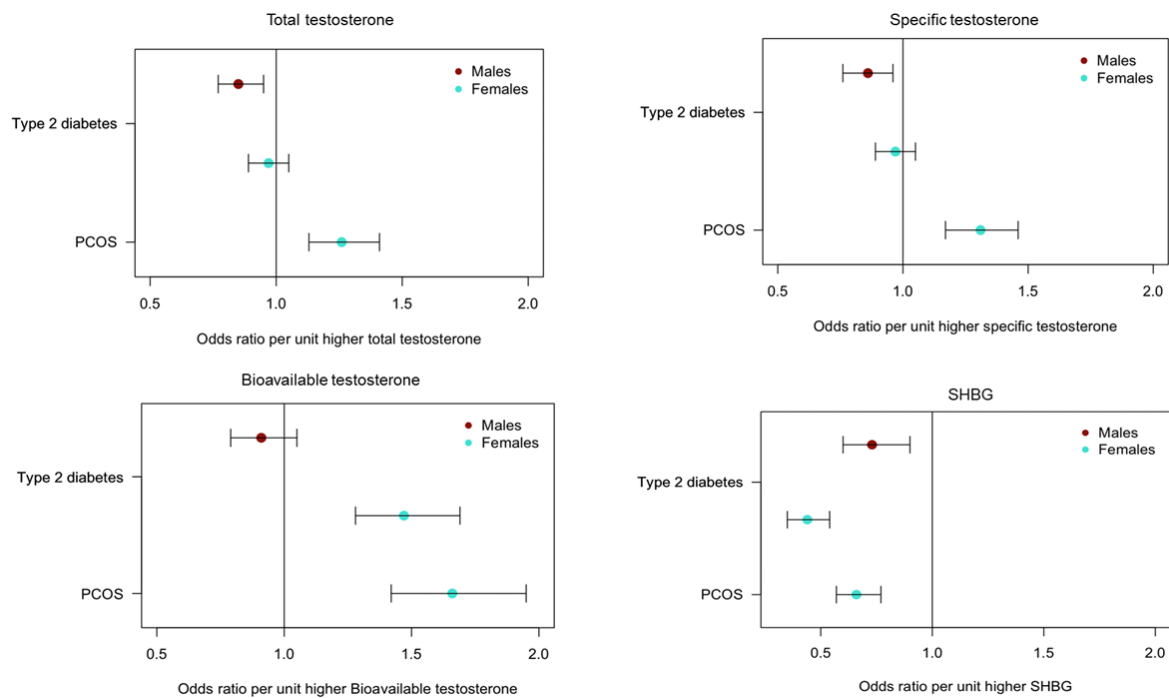 Total testosterone
Males
Females
Type 2 diabetes
PCOS
0.5 1.0 1.5 2.0
Odds ratio per unit higher total testosterone
Specific testosterone
Males
Females
Type 2 diabetes
PCOS
0.5 1.0 1.5 2.0
Odds ratio per unit higher specific testosterone
Bioavailable testosterone
Males
Females
Type 2 diabetes
PCOS
0.5 1.0 1.5 2.0
Odds ratio per unit higher Bioavailable testosterone
SHBG
Males
Females
Type 2 diabetes
PCOS
0.5 1.0 1.5 2.0
Odds ratio per unit higher SHBG